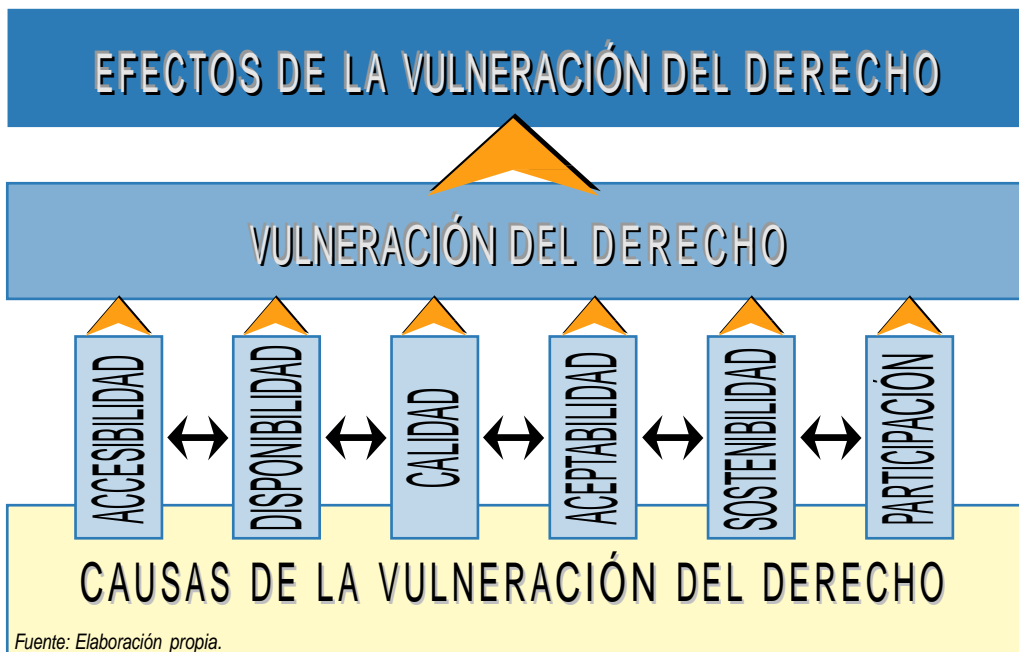 EFECTOS DE LA VULNERACIÓN DEL DERECHO
VULNERACIÓN DEL DERECHO
ACCESIBILIDAD
DISPONIBILIDAD
CALIDAD
ACEPTABILIDAD
SOSTENIBILIDAD
PARTICIPACIÓN
CAUSAS DE LA VULNERACIÓN DEL DERECHO
Fuente: Elaboración propia.